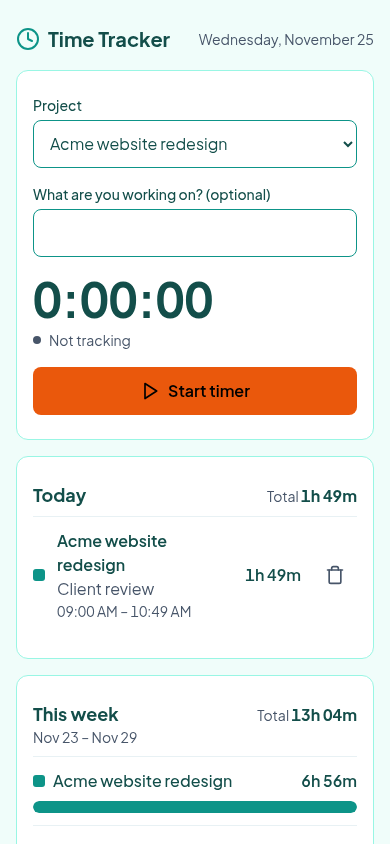 Time Tracker
Wednesday, November 25
Project
Acme website redesign
What are you working on? (optional)
0:00:00
Not tracking
Start timer
Today
Total 1h 49m
Acme website
redesign
Client review
09:00 AM – 10:49 AM
1h 49m
This week
Total 13h 04m
Nov 23 – Nov 29
Acme website redesign
6h 56m